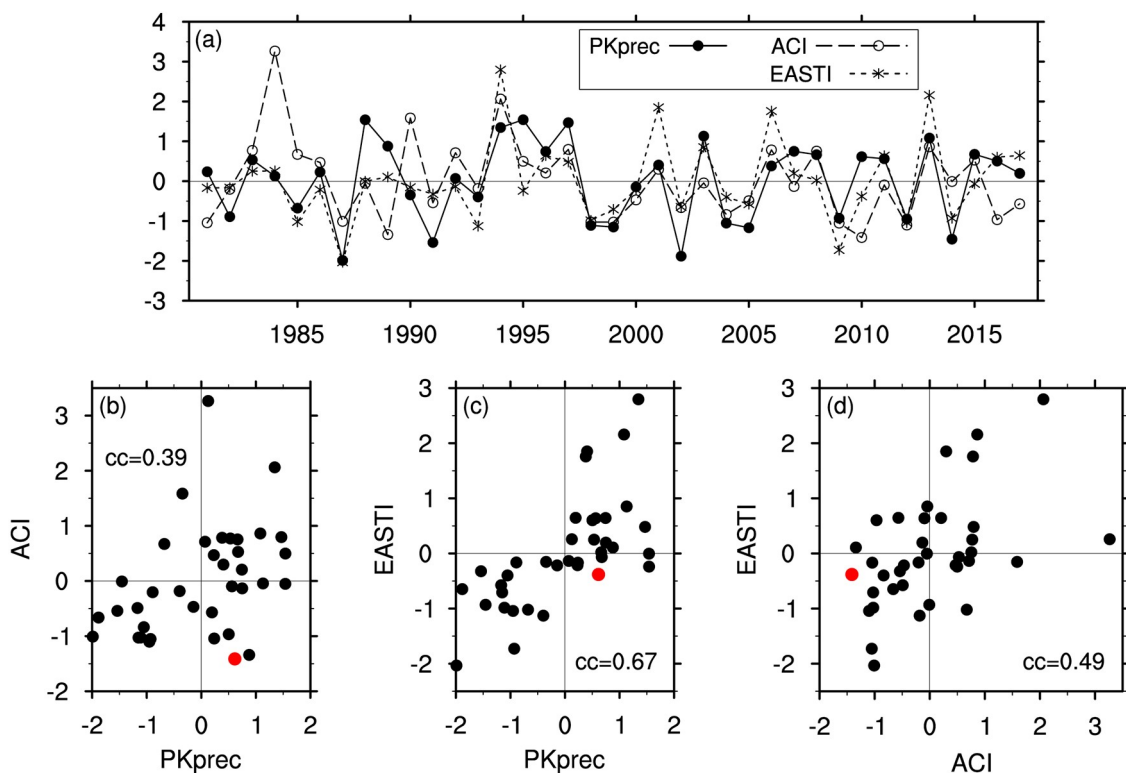 4
3
2
1
0
-1
-2
-3
(a)
PKprec
ACI
EASTI
1985 1990 1995 2000 2005 2010 2015
(b)
cc=0.39
ACI
3
2
1
0
-1
-2
-2 -1 0 1 2
PKprec
(c)
cc=0.67
EASTI
3
2
1
0
-1
-2
-2 -1 0 1 2
PKprec
(d)
cc=0.49
EASTI
3
2
1
0
-1
-2
-2 -1 0 1 2 3
ACI